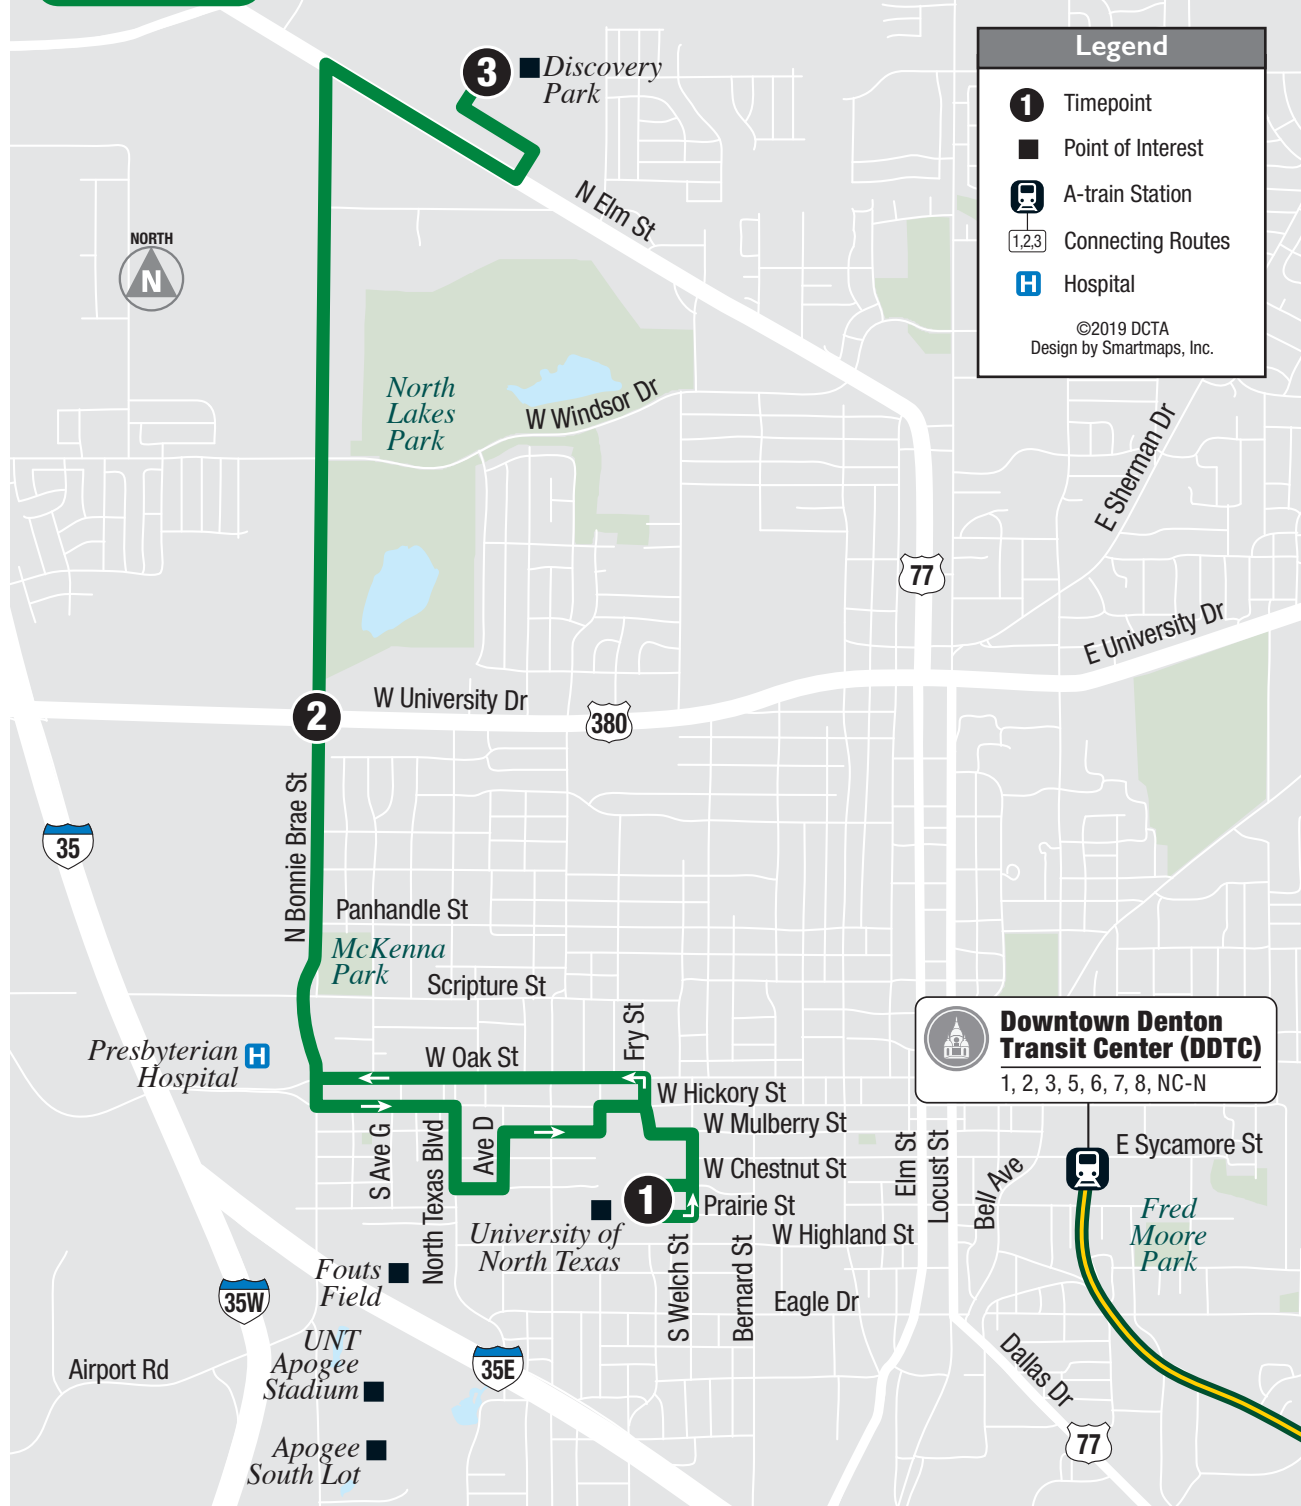 Legend
1 Timepoint
Point of Interest
A-train Station
1,2,3 Connecting Routes
H Hospital
©2019 DCTA
Design by Smartmaps, Inc.
3
Discovery
Park
N Elm St
NORTH
N
North
Lakes
Park
W Windsor Dr
E Sherman Dr
77
E University Dr
W University Dr
2
380
N Bonnie Brae St
35
Panhandle St
McKenna
Park
Scripture St
Fry St
Downtown Denton
Transit Center (DDTC)
1, 2, 3, 5, 6, 7, 8, NC-N
Presbyterian
Hospital
H
W Oak St
W Hickory St
W Mulberry St
S Ave G
North Texas Blvd
Ave D
W Chestnut St
Elm St
Locust St
Bell Ave
E Sycamore St
1
Prairie St
University of
North Texas
W Highland St
Fred
Moore
Park
S Welch St
Bernard St
Eagle Dr
Fouts
Field
35W
UNT
Apogee
Stadium
35E
Airport Rd
Dallas Dr
77
Apogee
South Lot